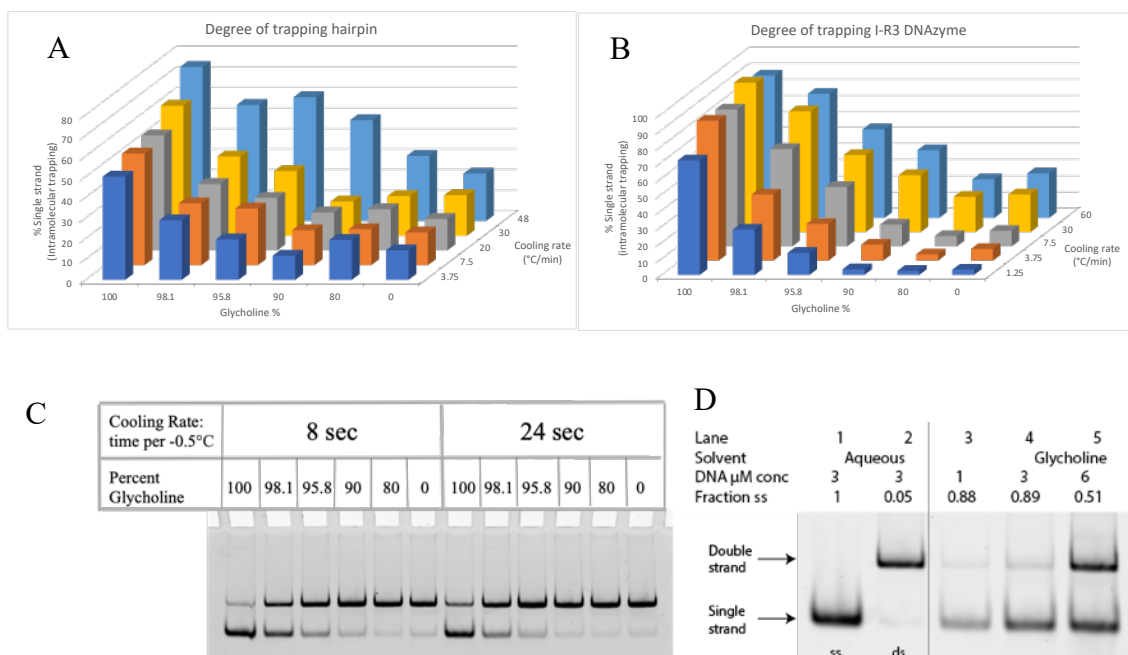 A
Degree of trapping hairpin
% Single strand
(Intramolecular trapping)
80
70
60
50
40
30
20
10
0
100
98.1
95.8
90
80
0
Glycholine %
3.75
7.5
20
30
48
Cooling rate
(°C/min)
B
Degree of trapping I-R3 DNAzyme
% Single strand
(intramolecular trapping)
100
90
80
70
60
50
40
30
20
10
0
100
98.1
95.8
90
80
0
Glycholine %
1.25
3.75
7.5
30
60
Cooling rate
(°C/min)
C
Cooling Rate:
time per -0.5°C
8 sec
24 sec
Percent
Glycholine
100 98.1 95.8 90 80 0 100 98.1 95.8 90 80 0
D
Lane 1 2 3 4 5
Solvent Aqueous Glycholine
DNA µM conc 3 3 1 3 6
Fraction ss 1 0.05 0.88 0.89 0.51
Double
strand
Single
strand
ss ds